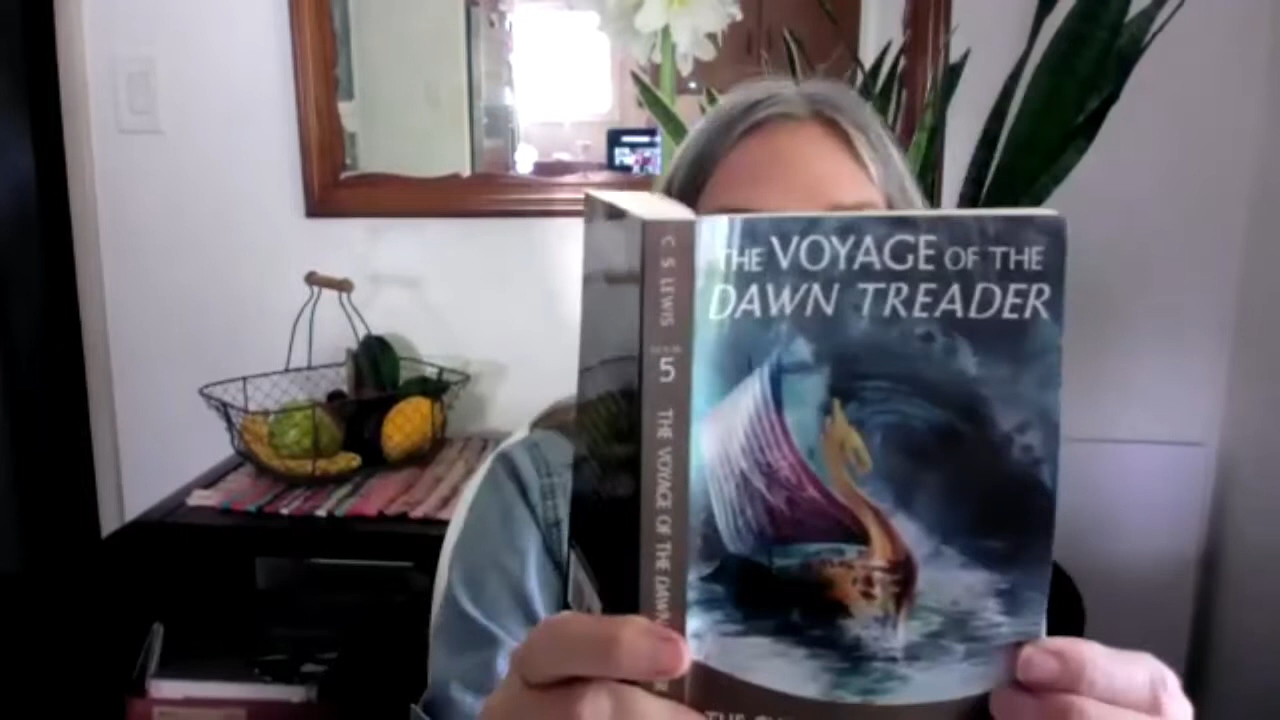 THE VOYAGE OF THE
DAWN TREADER
C. S. LEWIS
5
THE VOYAGE OF THE DAWN